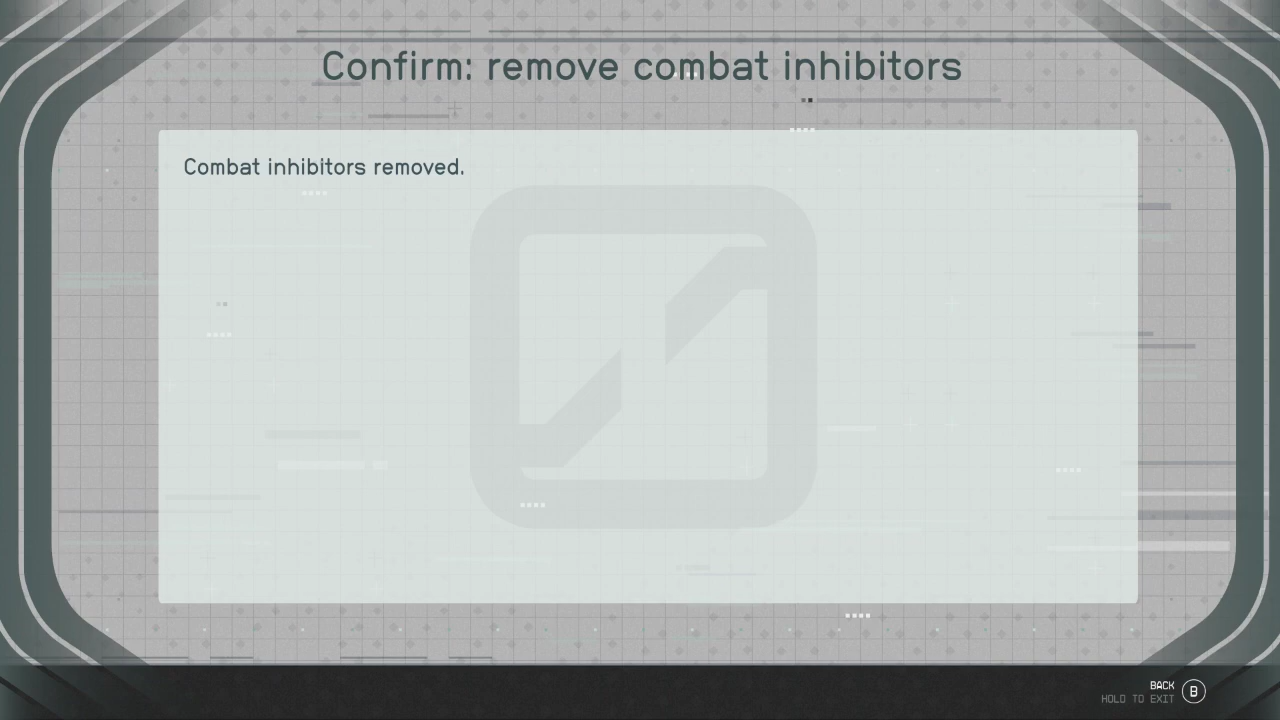 Confirm: remove combat inhibitors
Combat inhibitors removed.
BACK
HOLD TO EXIT
B